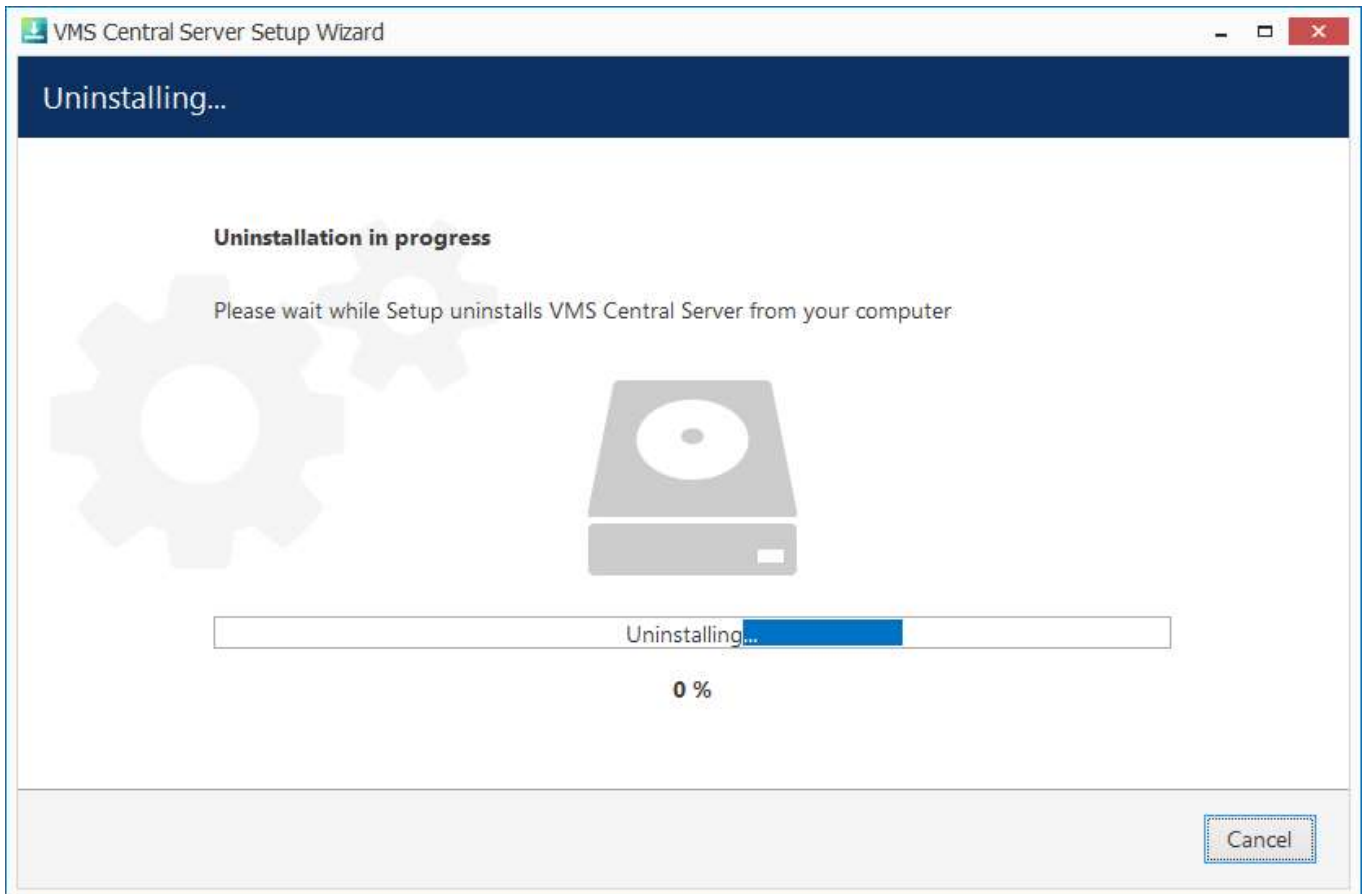 VMS Central Server Setup Wizard
Uninstalling...
Uninstallation in progress
Please wait while Setup uninstalls VMS Central Server from your computer
Uninstalling...
0 %
Cancel